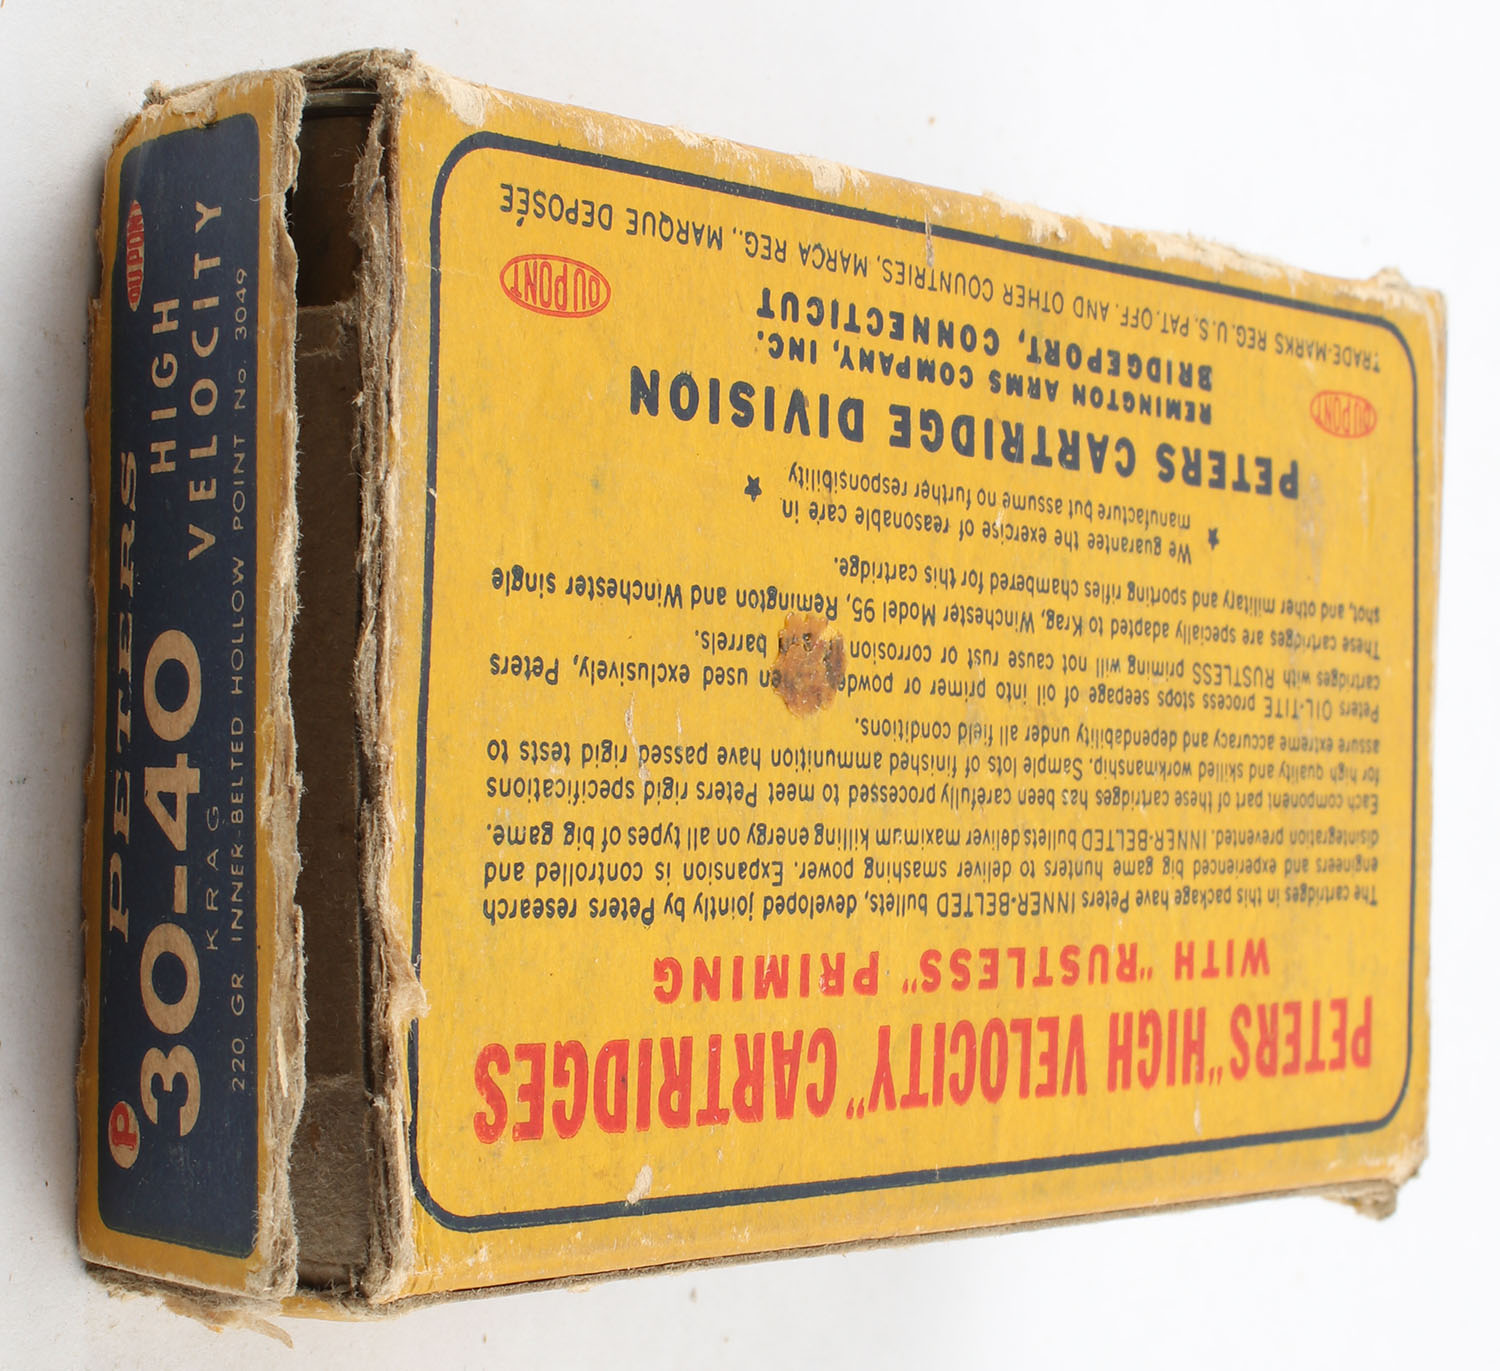 PETERS "HIGH VELOCITY" CARTRIDGES
WITH "RUSTLESS" PRIMING
The cartridges in this package have Peters INNER-BELTED bullets, developed jointly by Peters research
engineers and experienced big game hunters to deliver smashing power. Expansion is controlled and
disintegration prevented. INNER-BELTED bullets deliver maximum killing energy on all types of big game.
Each component part of these cartridges has been carefully processed to meet Peters rigid specifications
for high quality and skilled workmanship. Sample lots of finished ammunition have passed rigid tests to
assure extreme accuracy and dependability under all field conditions.
Peters OIL-TITE process stops seepage of oil into primer or powder used exclusively, Peters
cartridges with RUSTLESS priming will not cause rust or corrosion barrels.
These cartridges are specially adapted to Krag, Winchester Model 95, Remington and Winchester single
shot, and other military and sporting rifles chambered for this cartridge.
★ We guarantee the exercise of reasonable care in ★
manufacture but assume no further responsibility
PETERS CARTRIDGE DIVISION
DUPONT REMINGTON ARMS COMPANY, INC. DUPONT
BRIDGEPORT, CONNECTICUT
TRADE-MARKS REG. U.S. PAT. OFF. AND OTHER COUNTRIES, MARCA REG., MARQUE DEPOSÉE
P PETERS DUPONT
30-40 HIGH
KRAG VELOCITY
220 GR INNER-BELTED HOLLOW POINT No. 3049